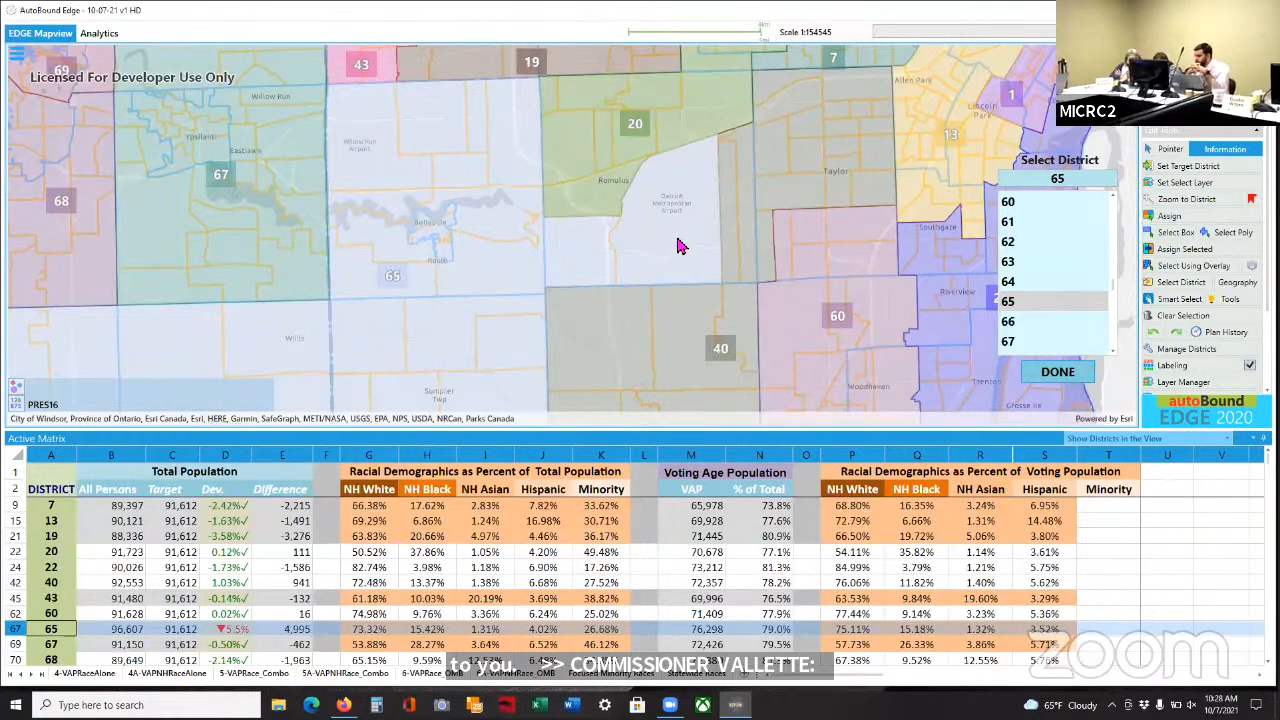 AutoBound Edge - 10-07-21 v1 HD
EDGE Mapview Analytics
8km
Scale 1:154545
Licensed For Developer Use Only
69
43
19
7
Allen Park
Willow Run
Lincoln Park
1
Ypsilanti
Willow Run Airport
20
13
Eastlawn
67
Romulus
Taylor
68
Detroit Metropolitan Airport
Belleville
Southgate
65
Route
Riverview
60
Willis
40
Sumpter Twp
Woodhaven
Trenton
Grosse Ile
PRES16
City of Windsor, Province of Ontario, Esri Canada, Esri, HERE, Garmin, SafeGraph, METI/NASA, USGS, EPA, NPS, USDA, NRCan, Parks Canada
Powered by Esri
MICRC2
Select District
65
60
61
62
63
64
65
66
67
DONE
Edit Tools
Pointer Information
Set Target District
Set Select Layer
Zoom to District
Assign
Select Box Select Poly
Assign Selected
Select Using Overlay
Select District Geography
Smart Select Tools
Clear Selection
Plan History
Manage Districts
Labeling
Layer Manager
autoBound
EDGE 2020
Active Matrix
Show Districts in the View
A B C D E F G H I J K L M N O P Q R S T U V
1 Total Population Racial Demographics as Percent of Total Population Voting Age Population Racial Demographics as Percent of Voting Population
2 DISTRICT All Persons Target Dev. Difference NH White NH Black NH Asian Hispanic Minority VAP % of Total NH White NH Black NH Asian Hispanic Minority
9 7 89,397 91,612 -2.42%✓ -2,215 66.38% 17.62% 2.83% 7.82% 33.62% 65,978 73.8% 68.80% 16.35% 3.24% 6.95%
15 13 90,121 91,612 -1.63%✓ -1,491 69.29% 6.86% 1.24% 16.98% 30.71% 69,928 77.6% 72.79% 6.66% 1.31% 14.48%
21 19 88,336 91,612 -3.58%✓ -3,276 63.83% 20.66% 4.97% 4.46% 36.17% 71,445 80.9% 66.50% 19.72% 5.06% 3.80%
22 20 91,723 91,612 0.12%✓ 111 50.52% 37.86% 1.05% 4.20% 49.48% 70,678 77.1% 54.11% 35.82% 1.14% 3.61%
24 22 90,026 91,612 -1.73%✓ -1,586 82.74% 3.98% 1.18% 6.90% 17.26% 73,212 81.3% 84.99% 3.79% 1.21% 5.75%
42 40 92,553 91,612 1.03%✓ 941 72.48% 13.37% 1.38% 6.68% 27.52% 72,357 78.2% 76.06% 11.82% 1.40% 5.62%
45 43 91,480 91,612 -0.14%✓ -132 61.18% 10.03% 20.19% 3.69% 38.82% 69,996 76.5% 63.53% 9.84% 19.60% 3.29%
62 60 91,628 91,612 0.02%✓ 16 74.98% 9.76% 3.36% 6.24% 25.02% 71,409 77.9% 77.44% 9.14% 3.23% 5.36%
67 65 96,607 91,612 ▼5.5% 4,995 73.32% 15.42% 1.31% 4.02% 26.68% 76,298 79.0% 75.11% 15.18% 1.32% 3.52%
69 67 91,150 91,612 -0.50%✓ -462 53.88% 28.27% 3.64% 6.52% 46.12% 72,426 79.5% 57.23% 26.33% 3.86% 5.71%
70 68 89,649 91,612 -2.14%✓ -1,963 65.15% 9.59% 67.38% 9.52% 12.55%
to you. >> COMMISSIONER VALLETTE:
4-VAPRaceAlone 4A-VAPNHRaceAlone 5-VAPRace_Combo 5A-VAPNHRace_Combo 6-VAPRace_OMB 6A-VAPNHRace_OMB Focused Minority Races Statewide Races
zoom
Type here to search
65°F Cloudy
10:28 AM
10/7/2021